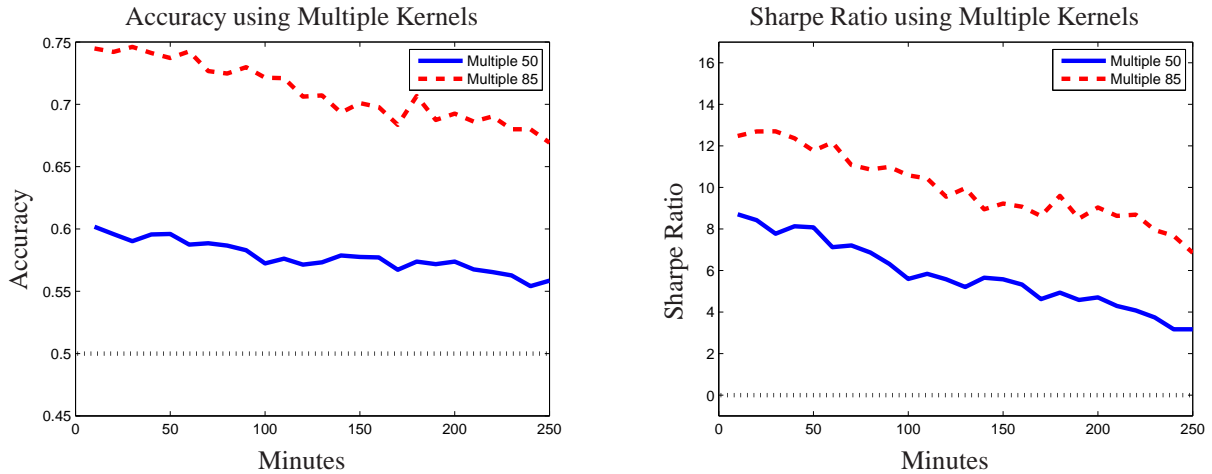 Accuracy using Multiple Kernels
0.75
0.7
0.65
0.6
0.55
0.5
0.45
Accuracy
Multiple 50
Multiple 85
0
50
100
150
200
250
Minutes
Sharpe Ratio using Multiple Kernels
16
14
12
10
8
6
4
2
0
Sharpe Ratio
Multiple 50
Multiple 85
0
50
100
150
200
250
Minutes